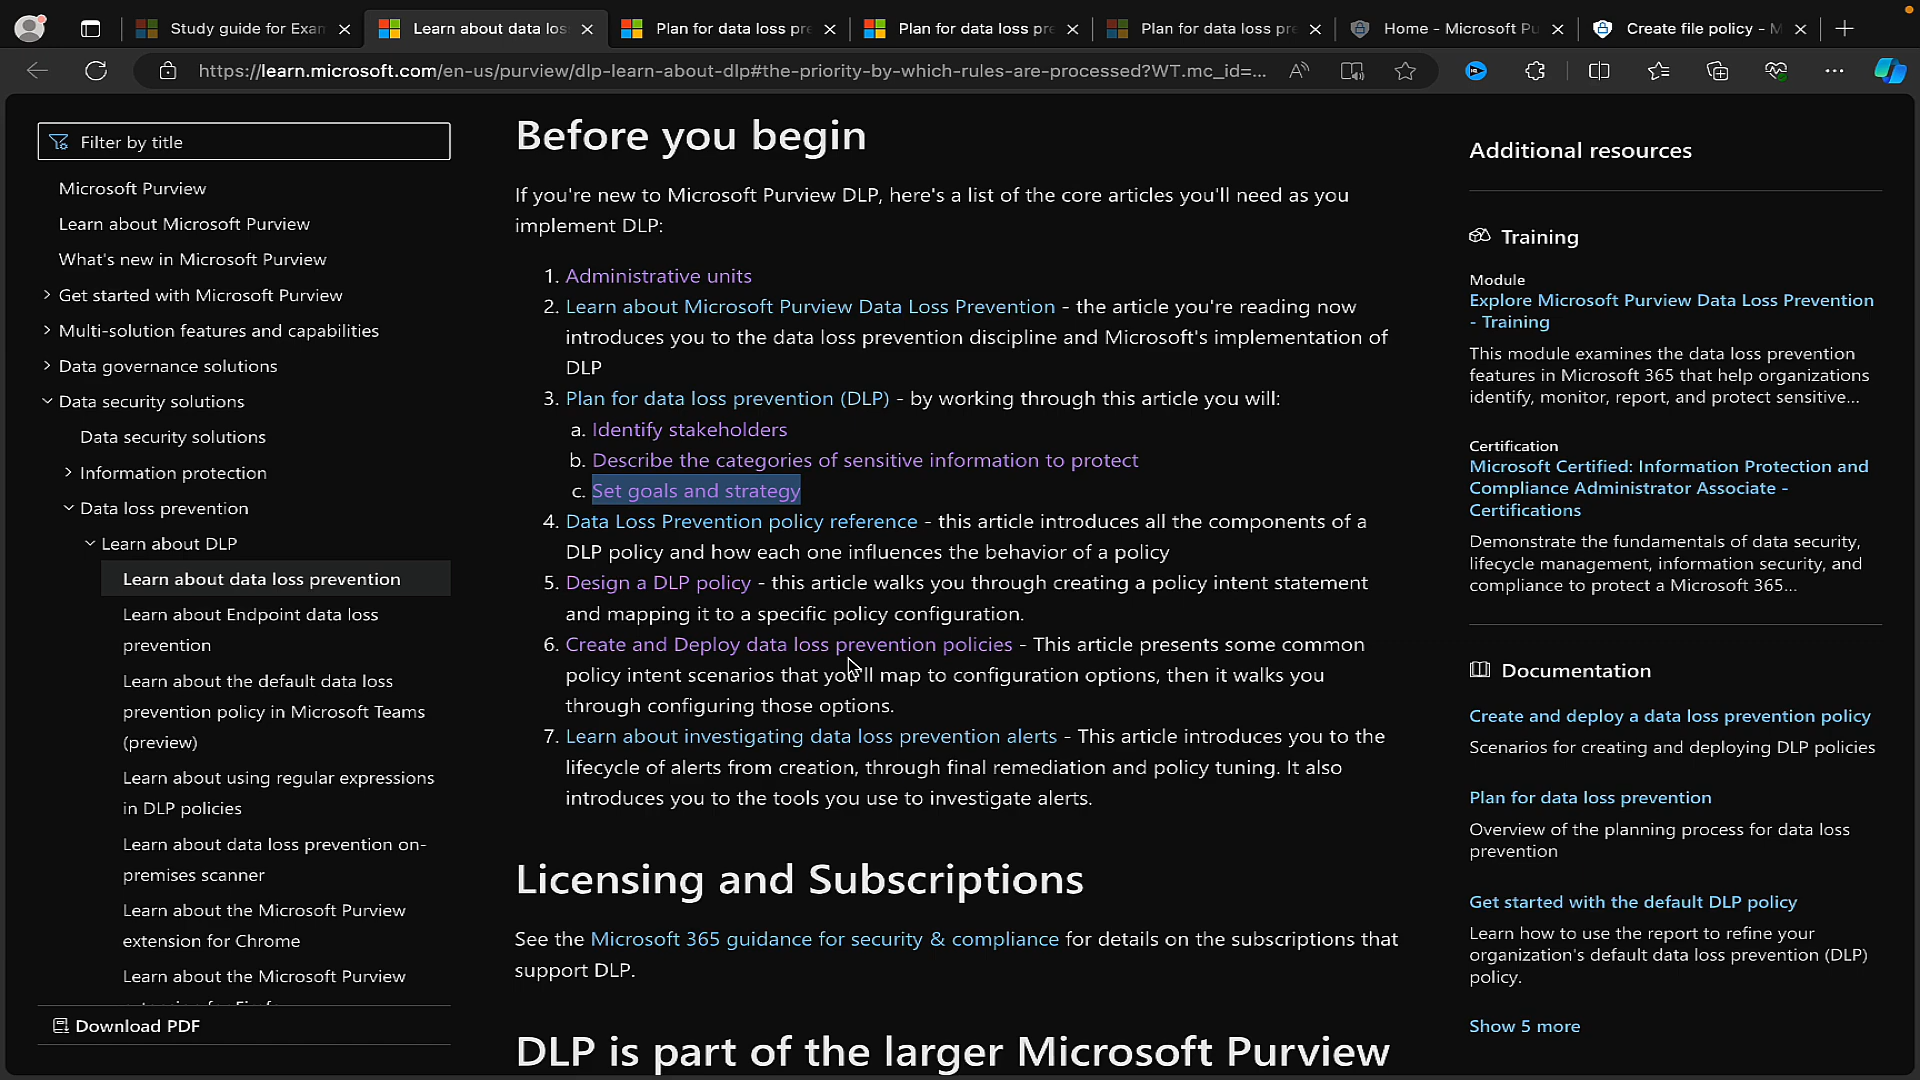 Study guide for Exan
Learn about data los
Plan for data loss pre
Plan for data loss pre
Plan for data loss pre
Home - Microsoft Pu
Create file policy - M
https://learn.microsoft.com/en-us/purview/dlp-learn-about-dlp#the-priority-by-which-rules-are-processed?WT.mc_id=...
Filter by title
Microsoft Purview
Learn about Microsoft Purview
What's new in Microsoft Purview
Get started with Microsoft Purview
Multi-solution features and capabilities
Data governance solutions
Data security solutions
Data security solutions
Information protection
Data loss prevention
Learn about DLP
Learn about data loss prevention
Learn about Endpoint data loss
prevention
Learn about the default data loss
prevention policy in Microsoft Teams
(preview)
Learn about using regular expressions
in DLP policies
Learn about data loss prevention on-
premises scanner
Learn about the Microsoft Purview
extension for Chrome
Learn about the Microsoft Purview
Download PDF
Before you begin
If you're new to Microsoft Purview DLP, here's a list of the core articles you'll need as you
implement DLP:
1. Administrative units
2. Learn about Microsoft Purview Data Loss Prevention - the article you're reading now
introduces you to the data loss prevention discipline and Microsoft's implementation of
DLP
3. Plan for data loss prevention (DLP) - by working through this article you will:
a. Identify stakeholders
b. Describe the categories of sensitive information to protect
c. Set goals and strategy
4. Data Loss Prevention policy reference - this article introduces all the components of a
DLP policy and how each one influences the behavior of a policy
5. Design a DLP policy - this article walks you through creating a policy intent statement
and mapping it to a specific policy configuration.
6. Create and Deploy data loss prevention policies - This article presents some common
policy intent scenarios that you'll map to configuration options, then it walks you
through configuring those options.
7. Learn about investigating data loss prevention alerts - This article introduces you to the
lifecycle of alerts from creation, through final remediation and policy tuning. It also
introduces you to the tools you use to investigate alerts.
Licensing and Subscriptions
See the Microsoft 365 guidance for security & compliance for details on the subscriptions that
support DLP.
DLP is part of the larger Microsoft Purview
Additional resources
Training
Module
Explore Microsoft Purview Data Loss Prevention
- Training
This module examines the data loss prevention
features in Microsoft 365 that help organizations
identify, monitor, report, and protect sensitive...
Certification
Microsoft Certified: Information Protection and
Compliance Administrator Associate -
Certifications
Demonstrate the fundamentals of data security,
lifecycle management, information security, and
compliance to protect a Microsoft 365...
Documentation
Create and deploy a data loss prevention policy
Scenarios for creating and deploying DLP policies
Plan for data loss prevention
Overview of the planning process for data loss
prevention
Get started with the default DLP policy
Learn how to use the report to refine your
organization's default data loss prevention (DLP)
policy.
Show 5 more